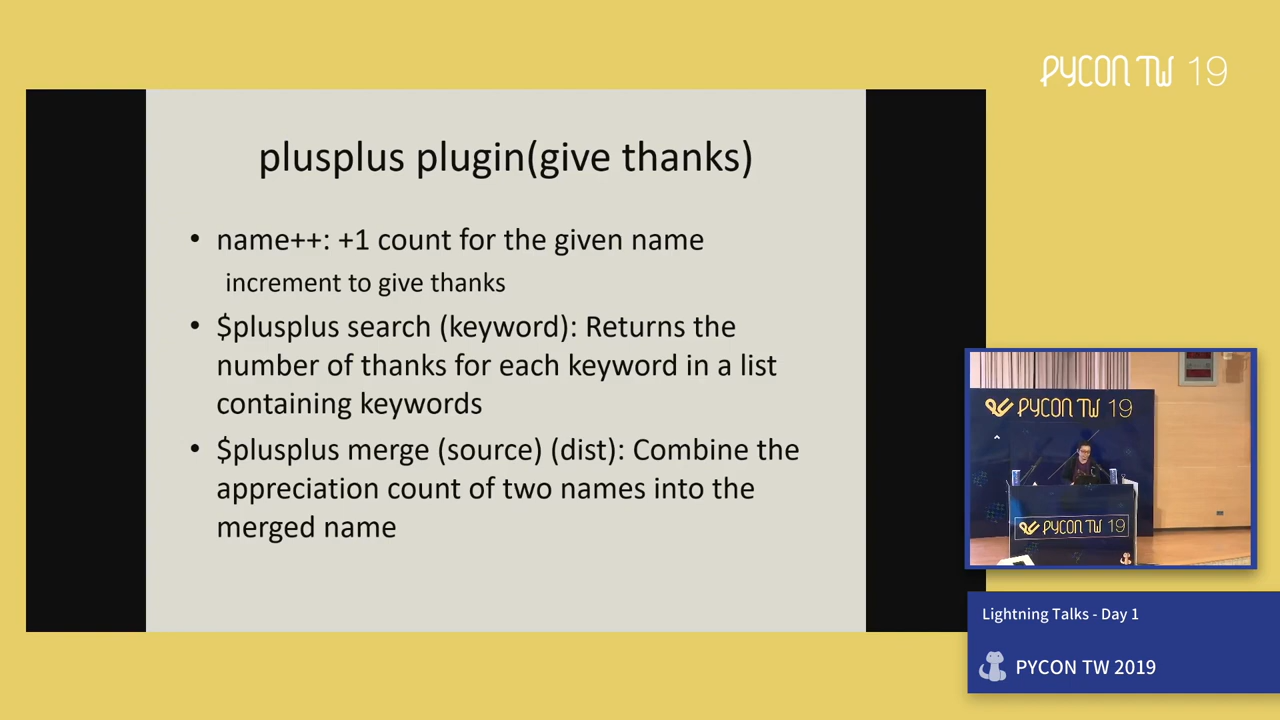 PYCON TW 19
plusplus plugin(give thanks)
• name++: +1 count for the given name
increment to give thanks
• $plusplus search (keyword): Returns the
number of thanks for each keyword in a list
containing keywords
• $plusplus merge (source) (dist): Combine the
appreciation count of two names into the
merged name
PYCON TW 19
PYCON TW 19
Lightning Talks - Day 1
PYCON TW 2019